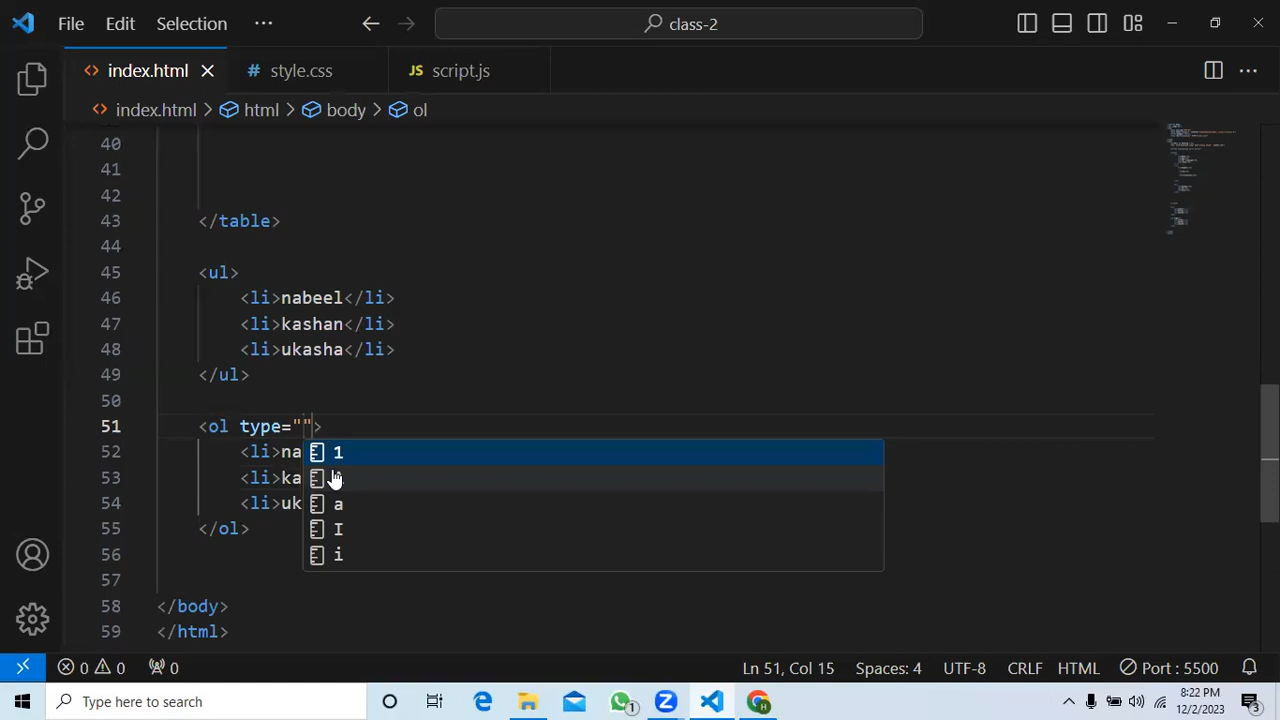 File Edit Selection ··· class-2
index.html style.css JS script.js
index.html > html > body > ol
40
41
42
43 </table>
44
45 <ul>
46 <li>nabeel</li>
47 <li>kashan</li>
48 <li>ukasha</li>
49 </ul>
50
51 <ol type="">
52 <li>na 1
53 <li>ka
54 <li>uk a
55 </ol> I
56 i
57
58 </body>
59 </html>
0 0 0 Ln 51, Col 15 Spaces: 4 UTF-8 CRLF HTML Port : 5500
Type here to search 1 8:22 PM
12/2/2023 3